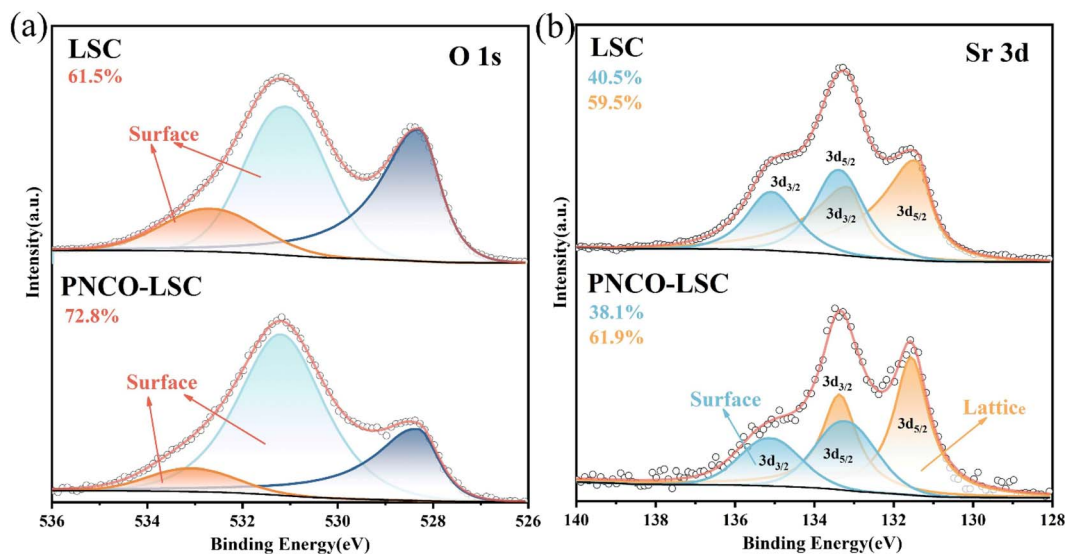 (a)
LSC
61.5%
O 1s
Surface
PNCO-LSC
72.8%
Surface
Intensity(a.u.)
536 534 532 530 528 526
Binding Energy(eV)
(b)
LSC
40.5%
59.5%
Sr 3d
3d3/2
3d5/2
3d3/2
3d5/2
PNCO-LSC
38.1%
61.9%
Surface
3d3/2
Lattice
3d3/2
3d5/2
3d5/2
Intensity(a.u.)
140 138 136 134 132 130 128
Binding Energy(eV)